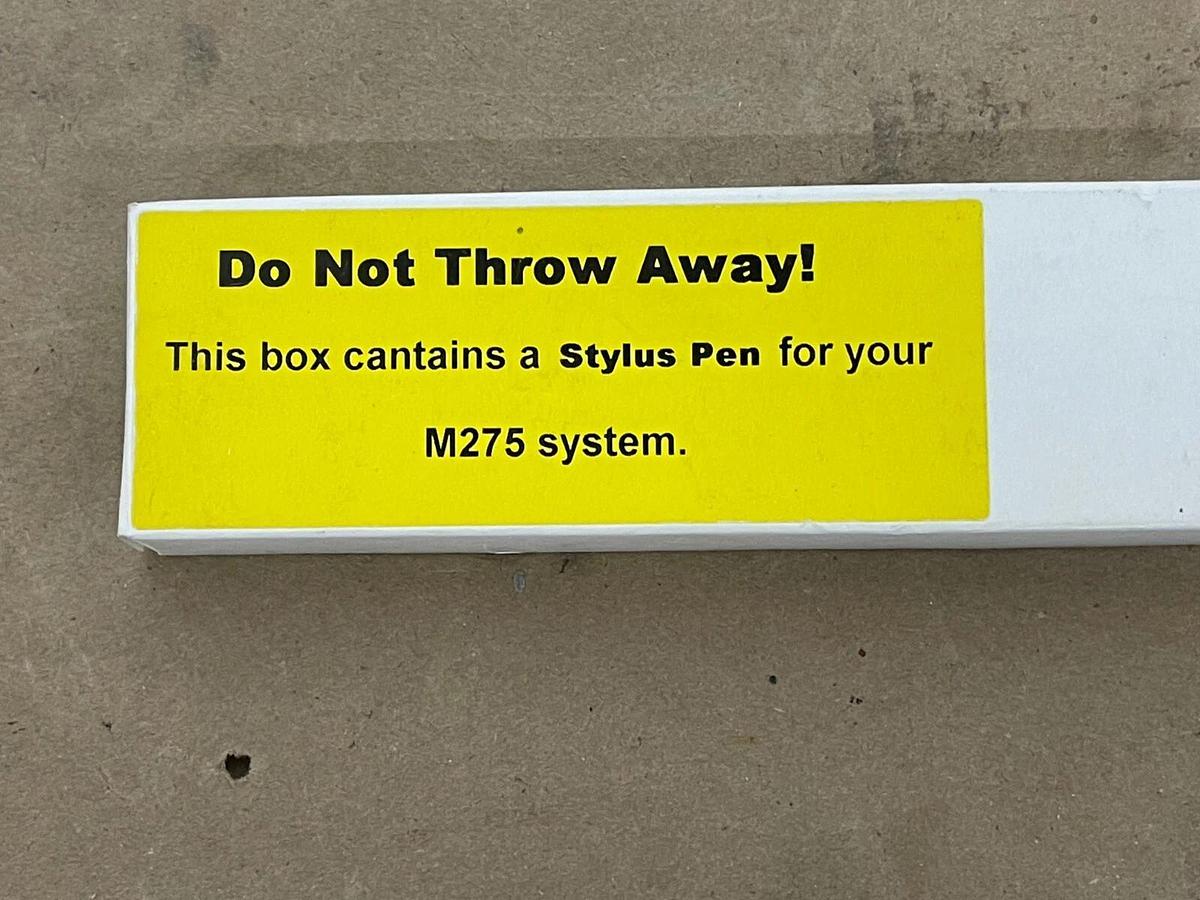 Do Not Throw Away!
This box cantains a Stylus Pen for your
M275 system.